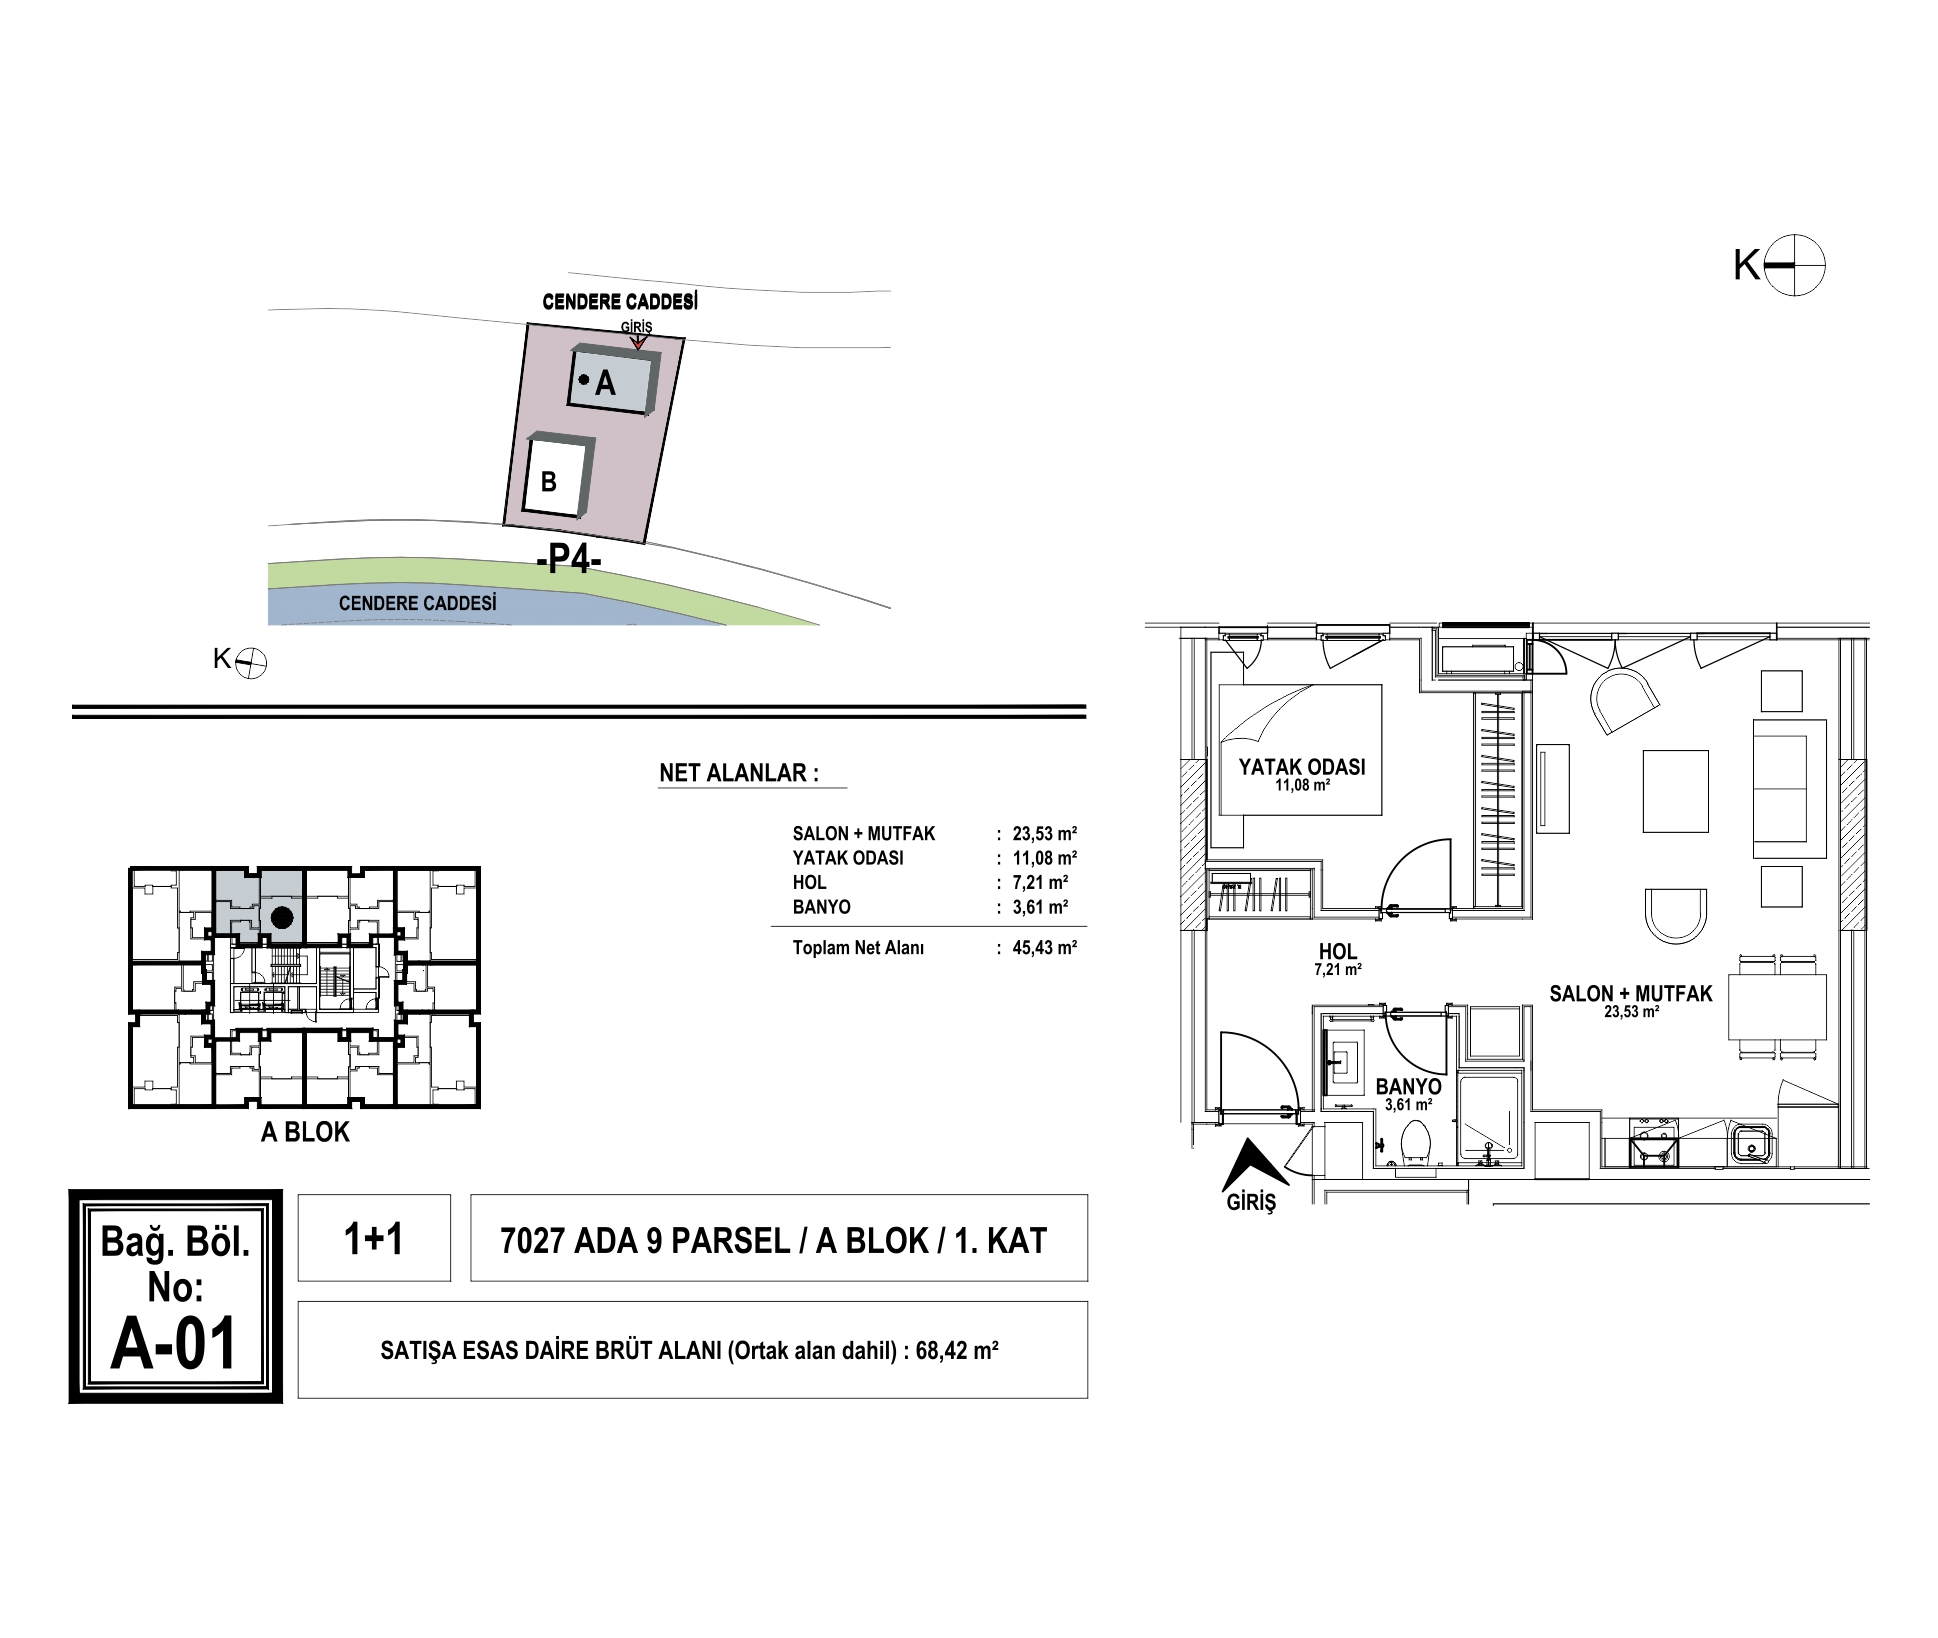 K
CENDERE CADDESİ
GİRİŞ
A
B
-P4-
CENDERE CADDESİ
K
NET ALANLAR :
SALON + MUTFAK : 23,53 m²
YATAK ODASI : 11,08 m²
HOL : 7,21 m²
BANYO : 3,61 m²
Toplam Net Alanı : 45,43 m²
A BLOK
Bağ. Böl.
No:
A-01
1+1
7027 ADA 9 PARSEL / A BLOK / 1. KAT
SATIŞA ESAS DAİRE BRÜT ALANI (Ortak alan dahil) : 68,42 m²
YATAK ODASI
11,08 m²
HOL
7,21 m²
SALON + MUTFAK
23,53 m²
BANYO
3,61 m²
GİRİŞ